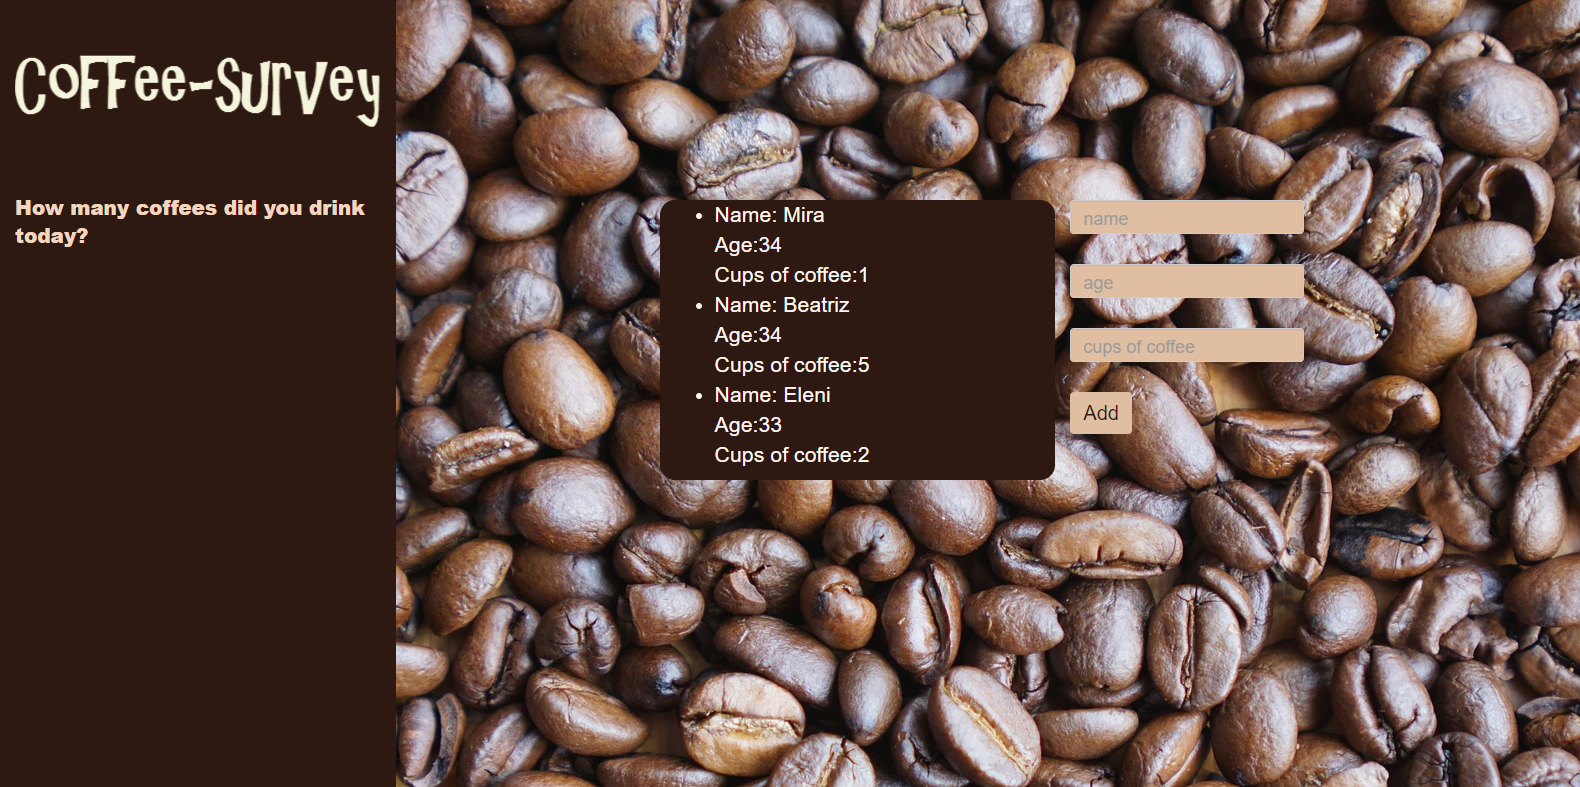 Coffee-Survey
How many coffees did you drink
today?
Name: Mira
Age:34
Cups of coffee:1
Name: Beatriz
Age:34
Cups of coffee:5
Name: Eleni
Age:33
Cups of coffee:2
name
age
cups of coffee
Add